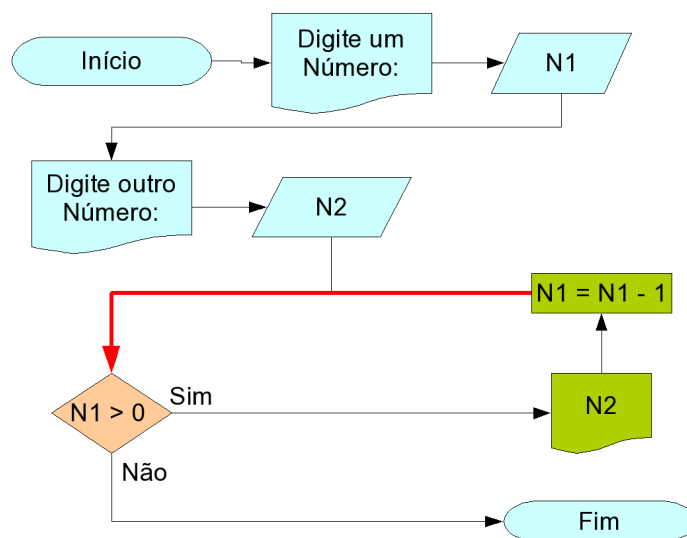 Início
Digite um
Número:
N1
Digite outro
Número:
N2
N1 = N1 - 1
N1 > 0
Sim
N2
Não
Fim